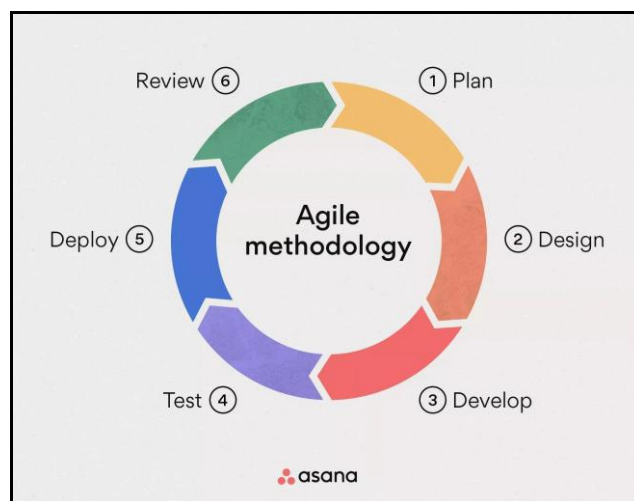 Review 6
1 Plan
Agile
methodology
Deploy 5
2 Design
Test 4
3 Develop
asana